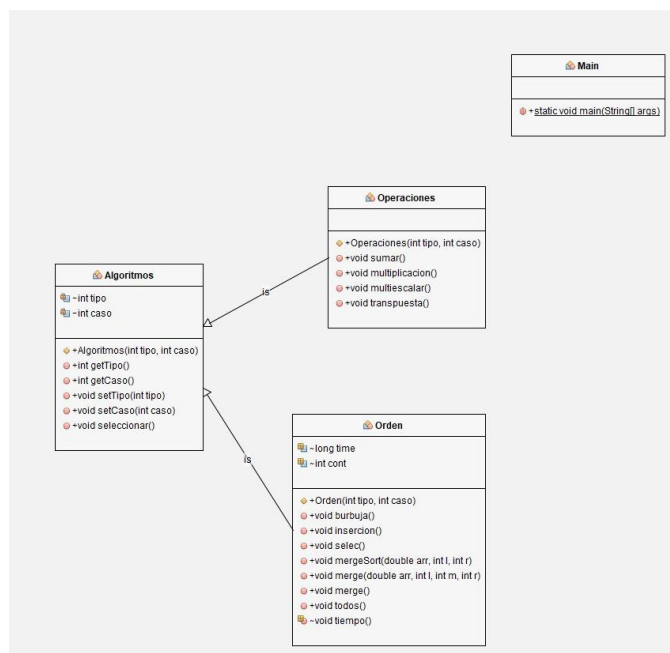 Main
+static void main(String[] args)
Operaciones
+Operaciones(int tipo, int caso)
+void sumar()
+void multiplicacion()
+void multiescalar()
+void transpuesta()
is
Algoritmos
~int tipo
~int caso
+Algoritmos(int tipo, int caso)
+int getTipo()
+int getCaso()
+void setTipo(int tipo)
+void setCaso(int caso)
+void seleccionar()
is
Orden
~long time
~int cont
+Orden(int tipo, int caso)
+void burbuja()
+void insercion()
+void selec()
+void mergeSort(double arr, int l, int r)
+void merge(double arr, int l, int m, int r)
+void merge()
+void todos()
~void tiempo()